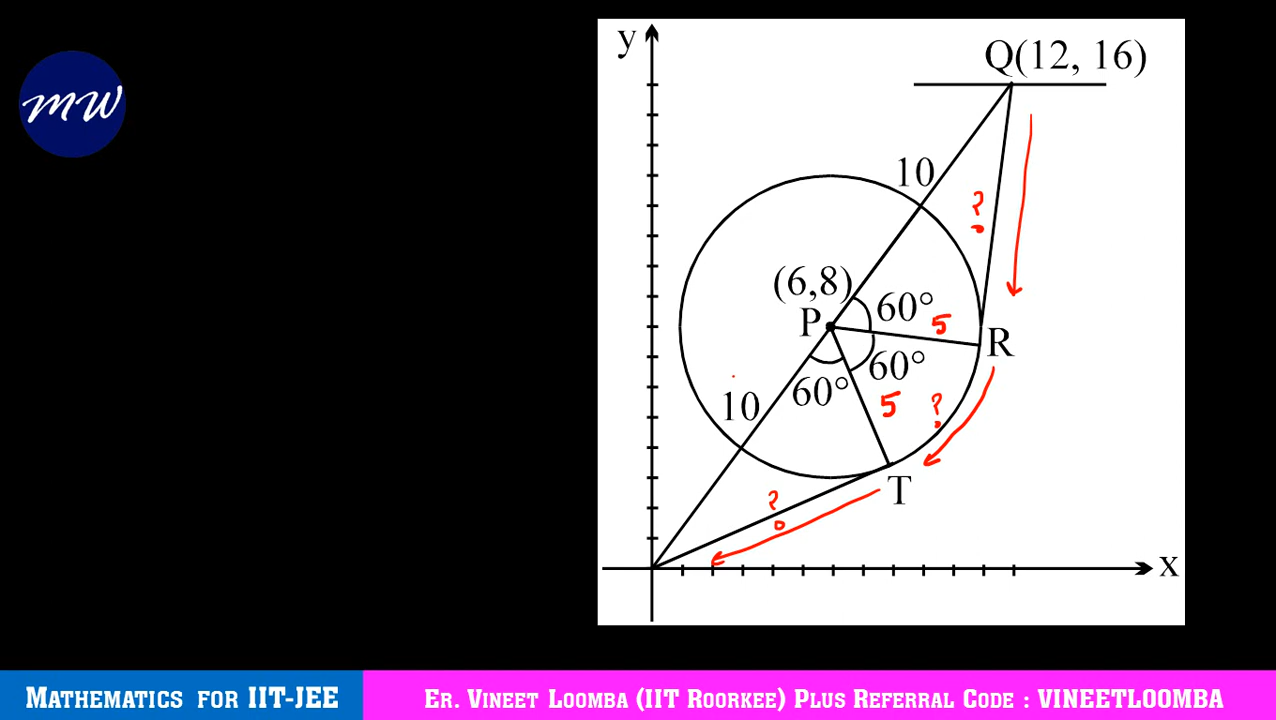 MW
y
Q(12, 16)
10
?
(6,8)
60°
5
P
R
60°
60°
10
5
?
T
?
x
MATHEMATICS FOR IIT-JEE
ER. VINEET LOOMBA (IIT ROORKEE) PLUS REFERRAL CODE : VINEETLOOMBA